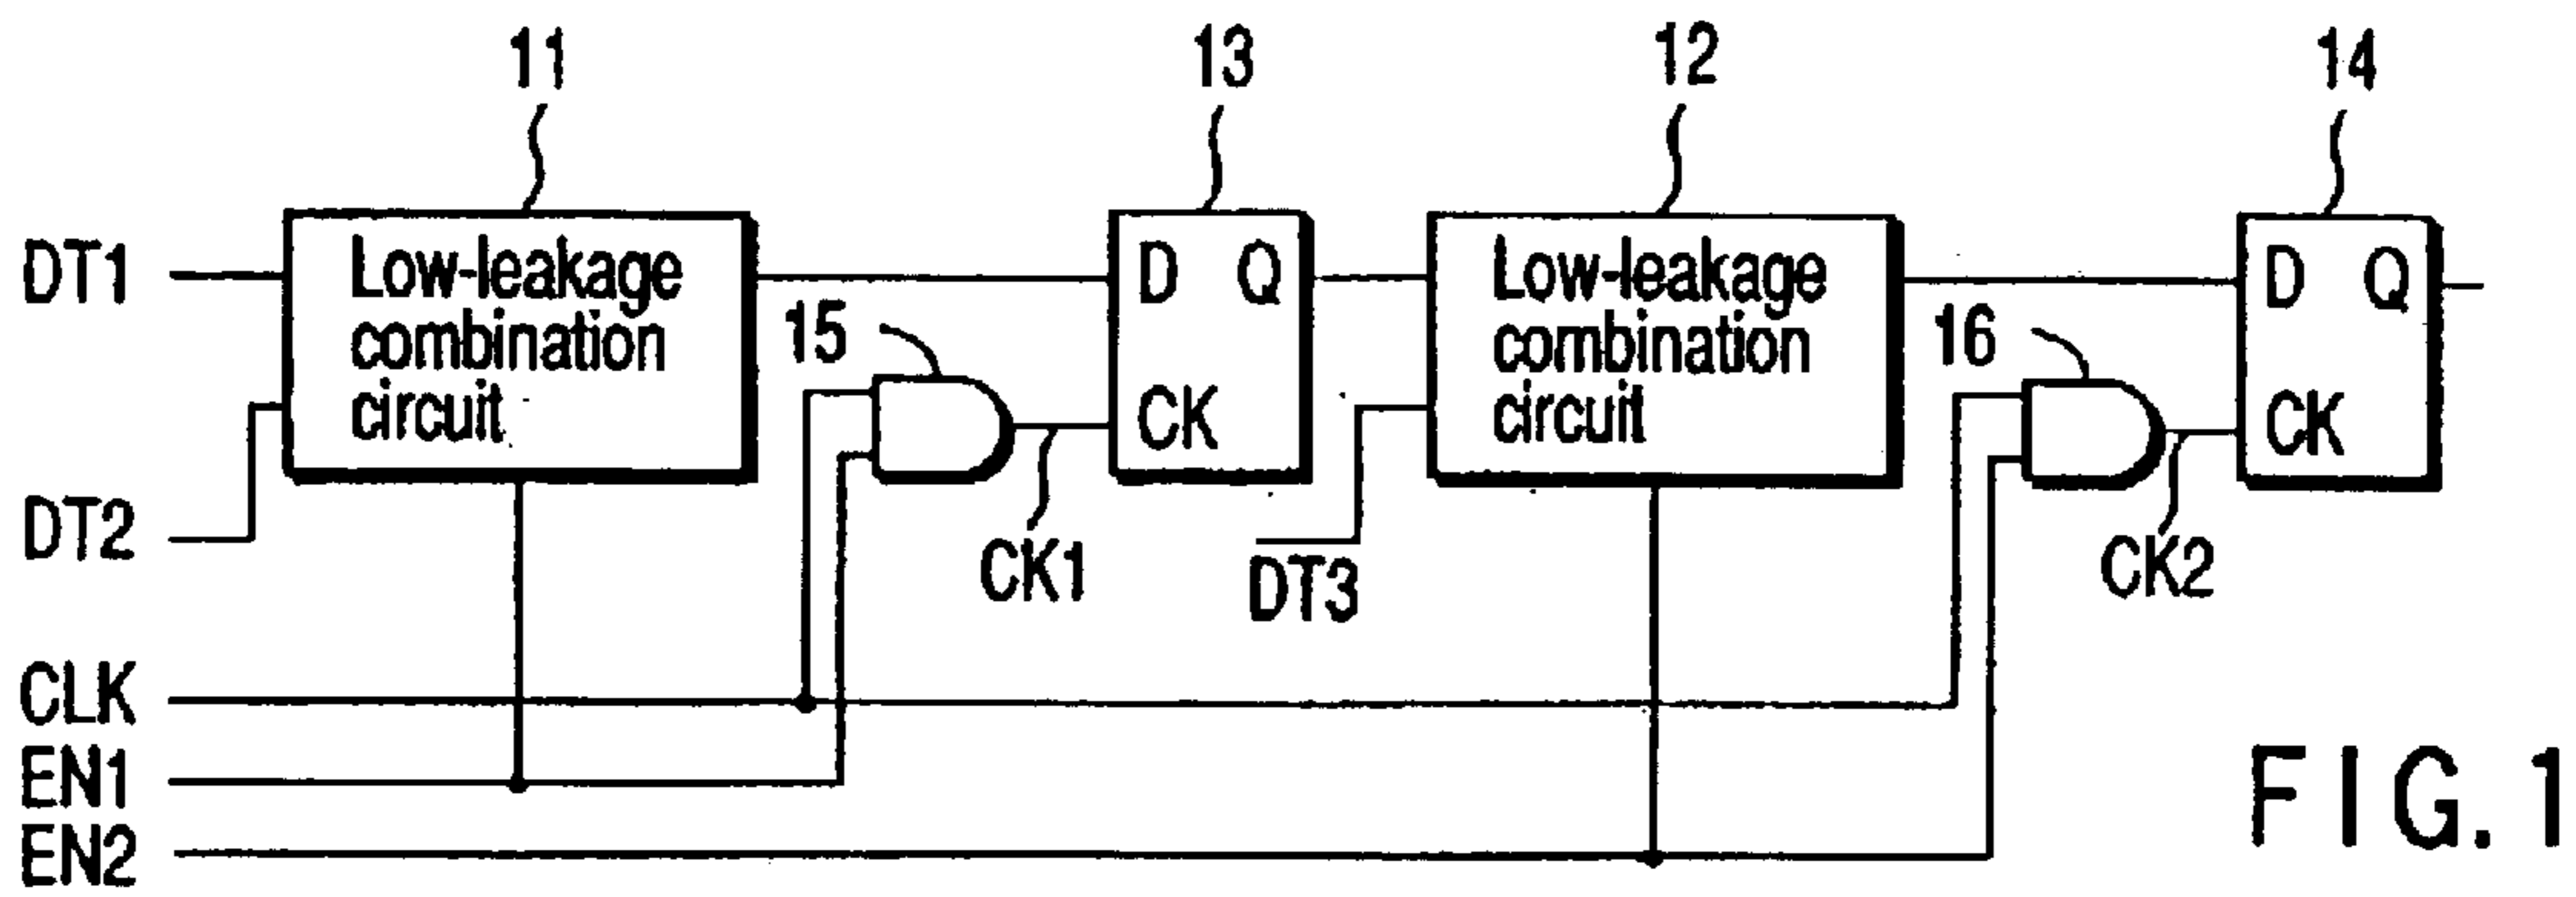 11
13
12
14
DT1
Low-leakage
combination
circuit
D Q
CK
Low-leakage
combination
circuit
D Q
CK
15
16
DT2
CK1
DT3
CK2
CLK
EN1
EN2
FIG. 1